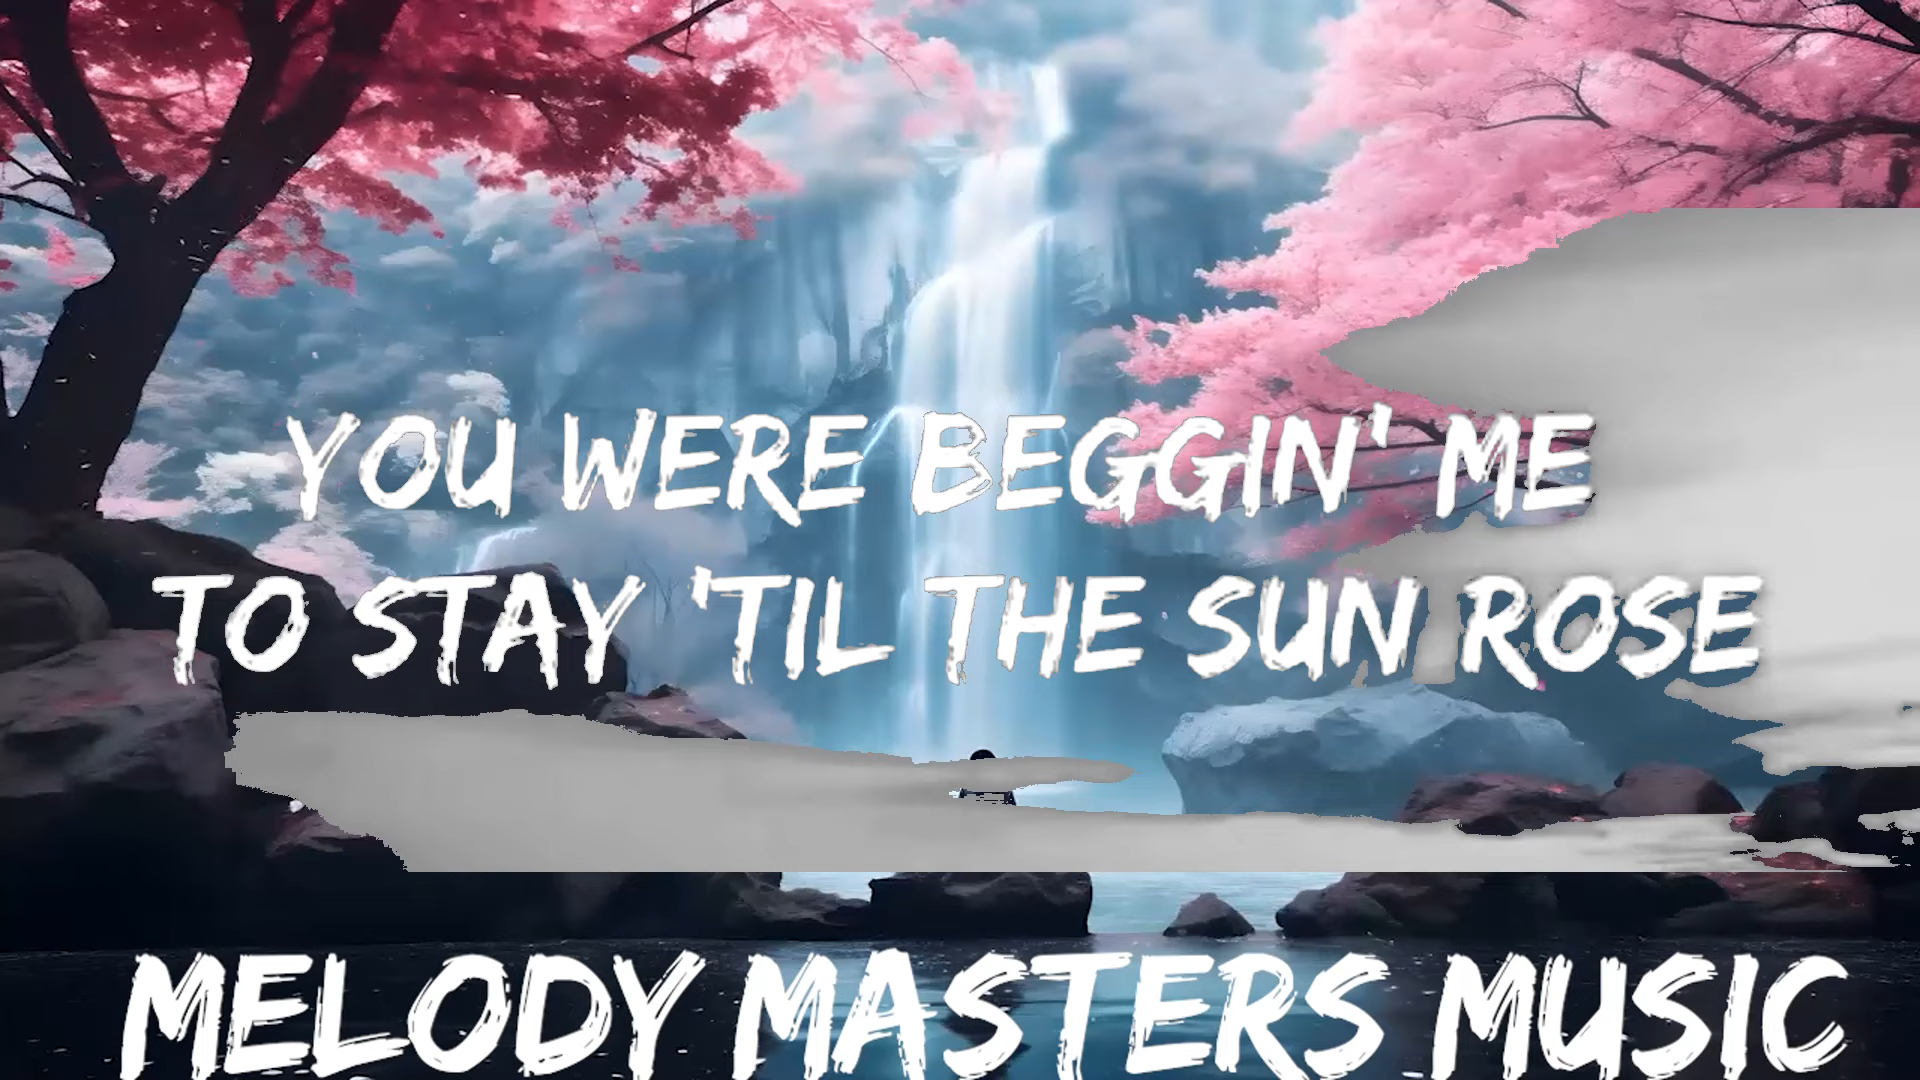 YOU WERE BEGGIN' ME
TO STAY 'TIL THE SUN ROSE
MELODY MASTERS MUSIC